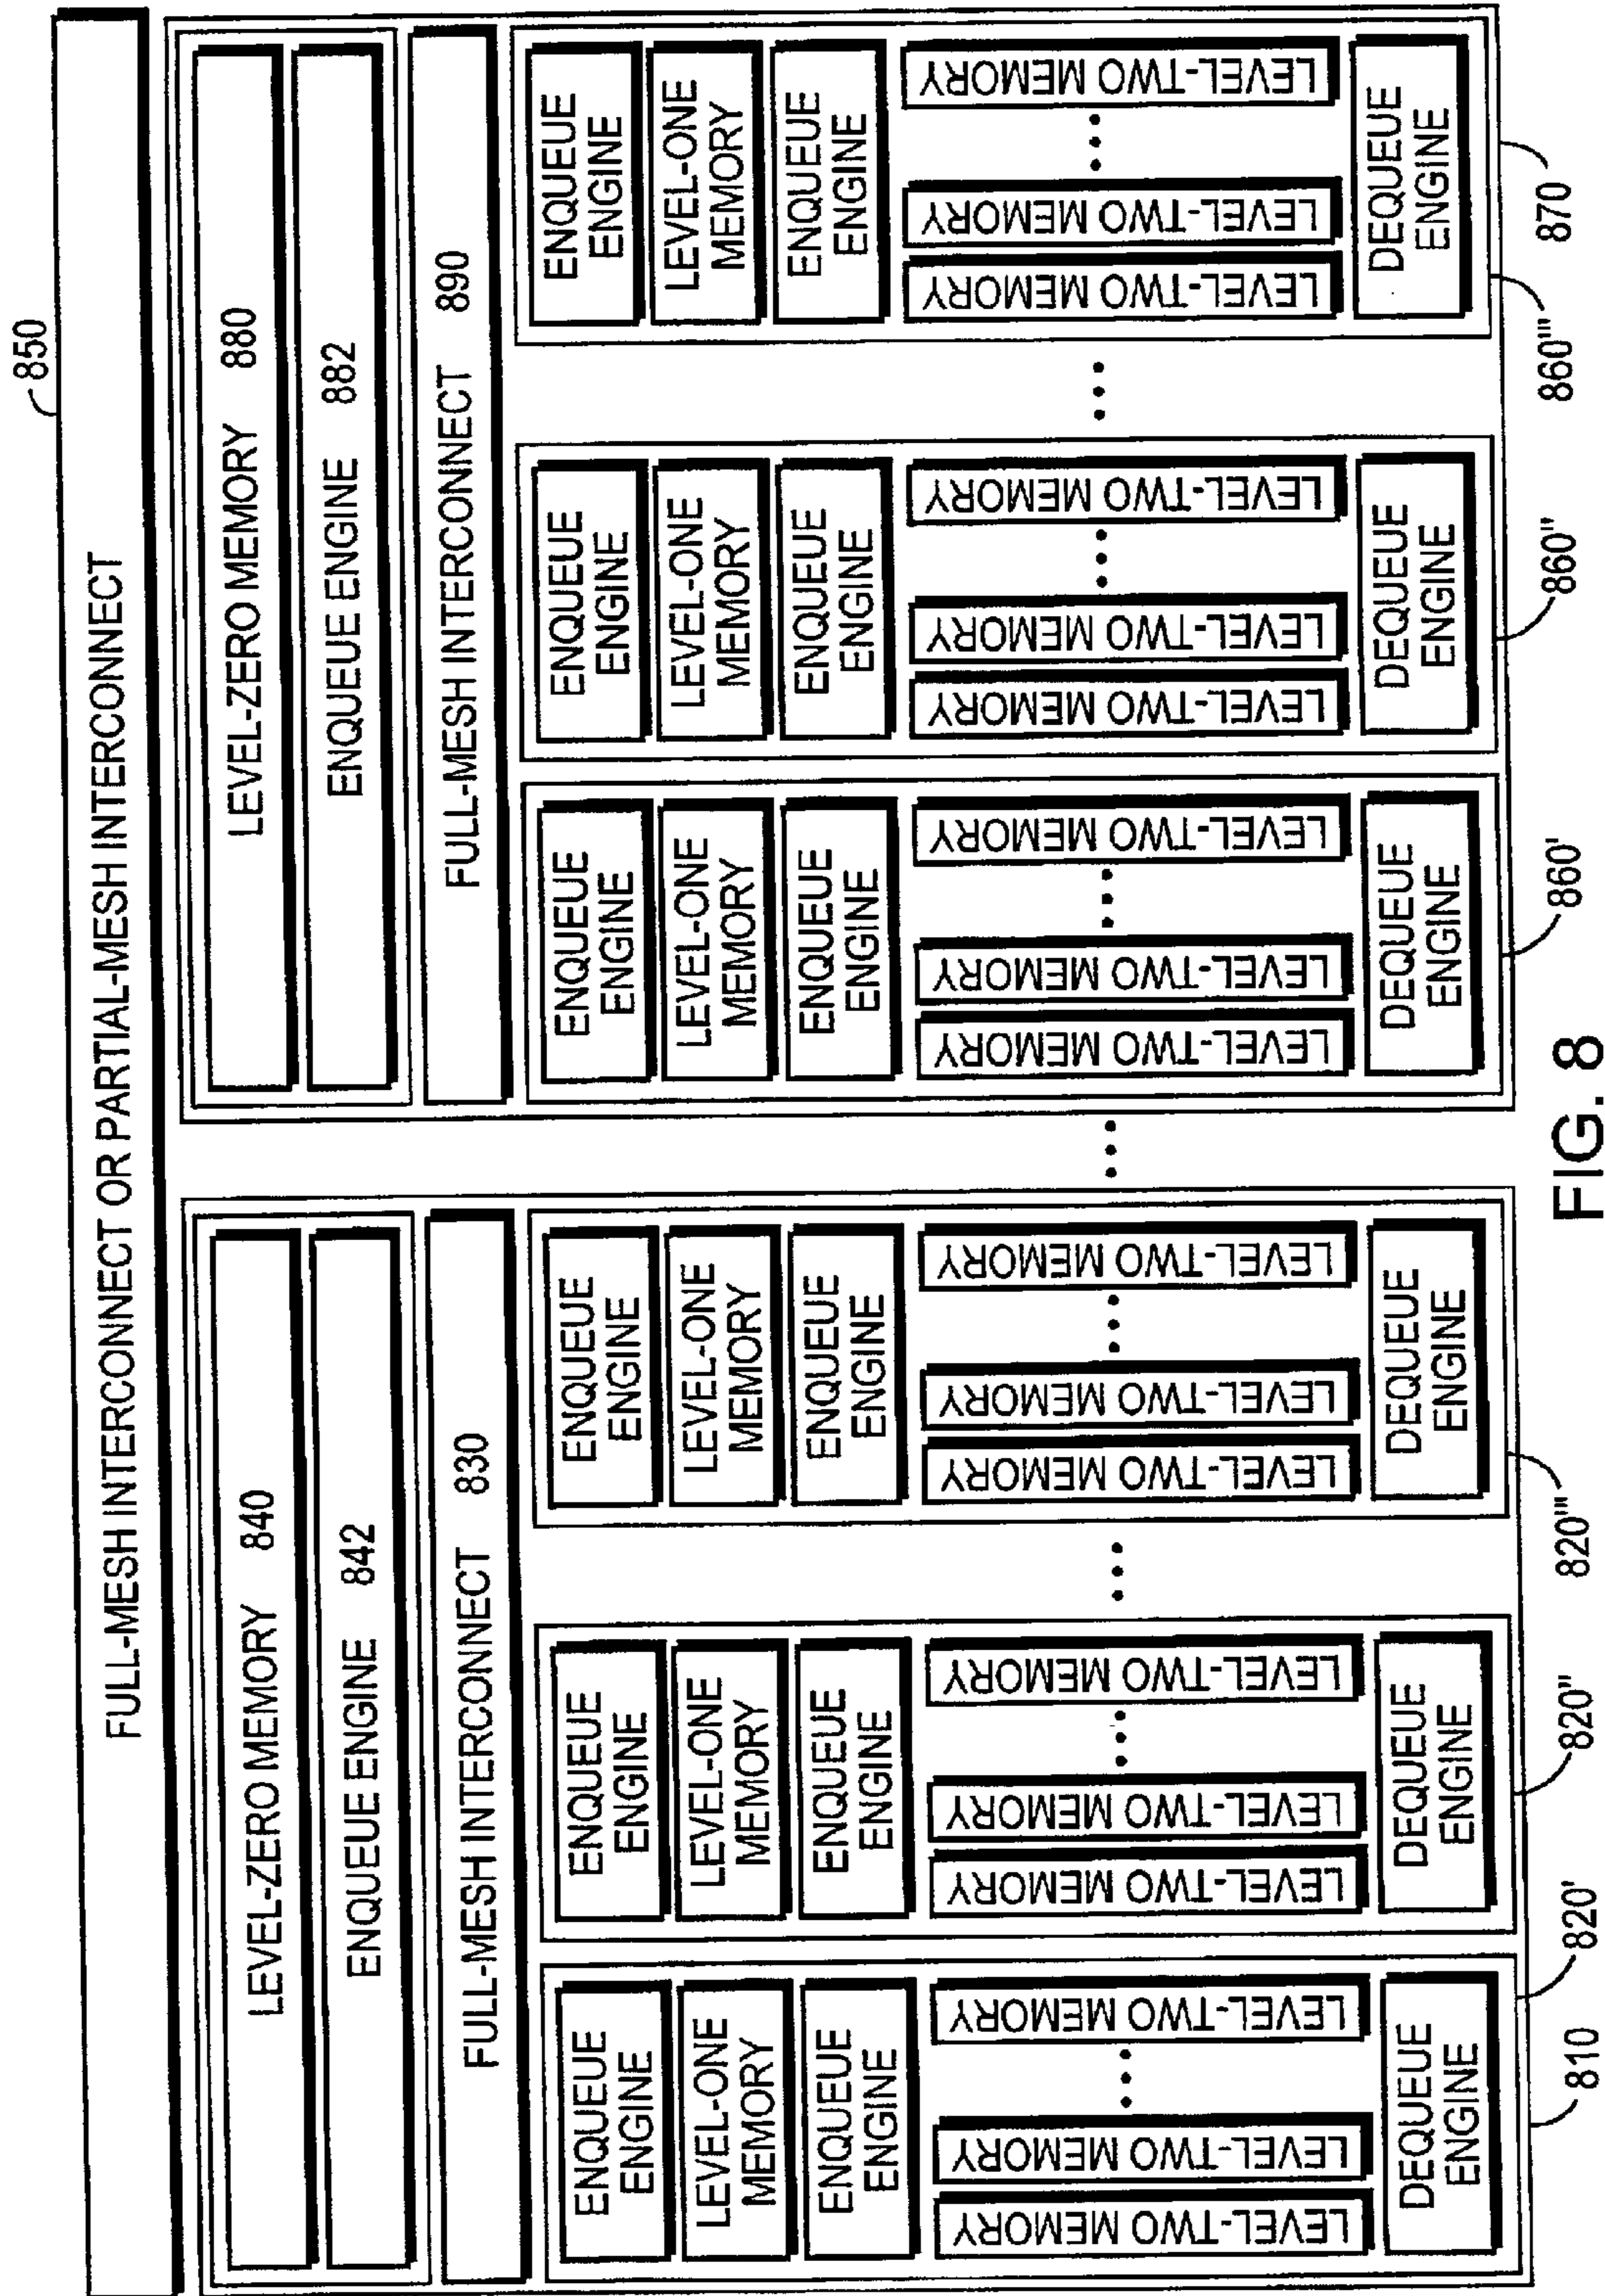 850
FULL-MESH INTERCONNECT OR PARTIAL-MESH INTERCONNECT
LEVEL-ZERO MEMORY 840
ENQUEUE ENGINE 842
FULL-MESH INTERCONNECT 830
ENQUEUE
ENGINE
LEVEL-ONE
MEMORY
ENQUEUE
ENGINE
LEVEL-TWO MEMORY
LEVEL-TWO MEMORY
LEVEL-TWO MEMORY
DEQUEUE
ENGINE
ENQUEUE
ENGINE
LEVEL-ONE
MEMORY
ENQUEUE
ENGINE
LEVEL-TWO MEMORY
LEVEL-TWO MEMORY
LEVEL-TWO MEMORY
DEQUEUE
ENGINE
ENQUEUE
ENGINE
LEVEL-ONE
MEMORY
ENQUEUE
ENGINE
LEVEL-TWO MEMORY
LEVEL-TWO MEMORY
LEVEL-TWO MEMORY
DEQUEUE
ENGINE
810
820'
820"
820'"
LEVEL-ZERO MEMORY 880
ENQUEUE ENGINE 882
FULL-MESH INTERCONNECT 890
ENQUEUE
ENGINE
LEVEL-ONE
MEMORY
ENQUEUE
ENGINE
LEVEL-TWO MEMORY
LEVEL-TWO MEMORY
LEVEL-TWO MEMORY
DEQUEUE
ENGINE
ENQUEUE
ENGINE
LEVEL-ONE
MEMORY
ENQUEUE
ENGINE
LEVEL-TWO MEMORY
LEVEL-TWO MEMORY
LEVEL-TWO MEMORY
DEQUEUE
ENGINE
ENQUEUE
ENGINE
LEVEL-ONE
MEMORY
ENQUEUE
ENGINE
LEVEL-TWO MEMORY
LEVEL-TWO MEMORY
LEVEL-TWO MEMORY
DEQUEUE
ENGINE
860'
860"
860'"
870
FIG. 8